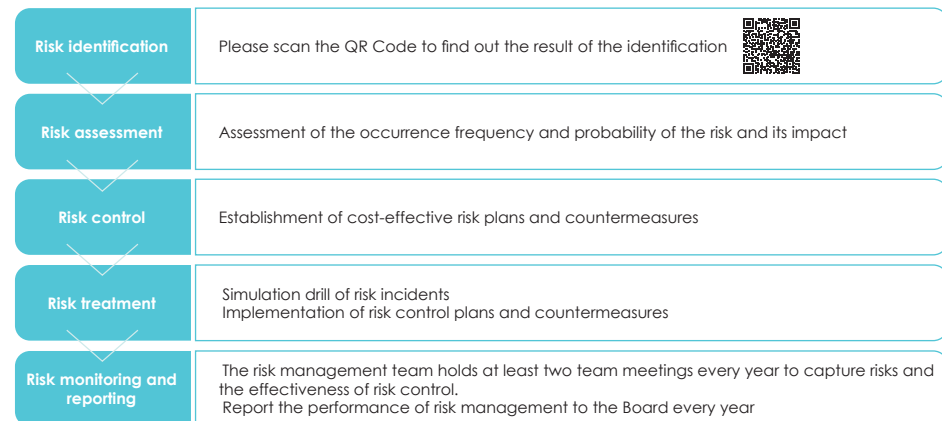 Risk identification
Please scan the QR Code to find out the result of the identification
Risk assessment
Assessment of the occurrence frequency and probability of the risk and its impact
Risk control
Establishment of cost-effective risk plans and countermeasures
Risk treatment
Simulation drill of risk incidents
Implementation of risk control plans and countermeasures
Risk monitoring and
reporting
The risk management team holds at least two team meetings every year to capture risks and
the effectiveness of risk control.
Report the performance of risk management to the Board every year